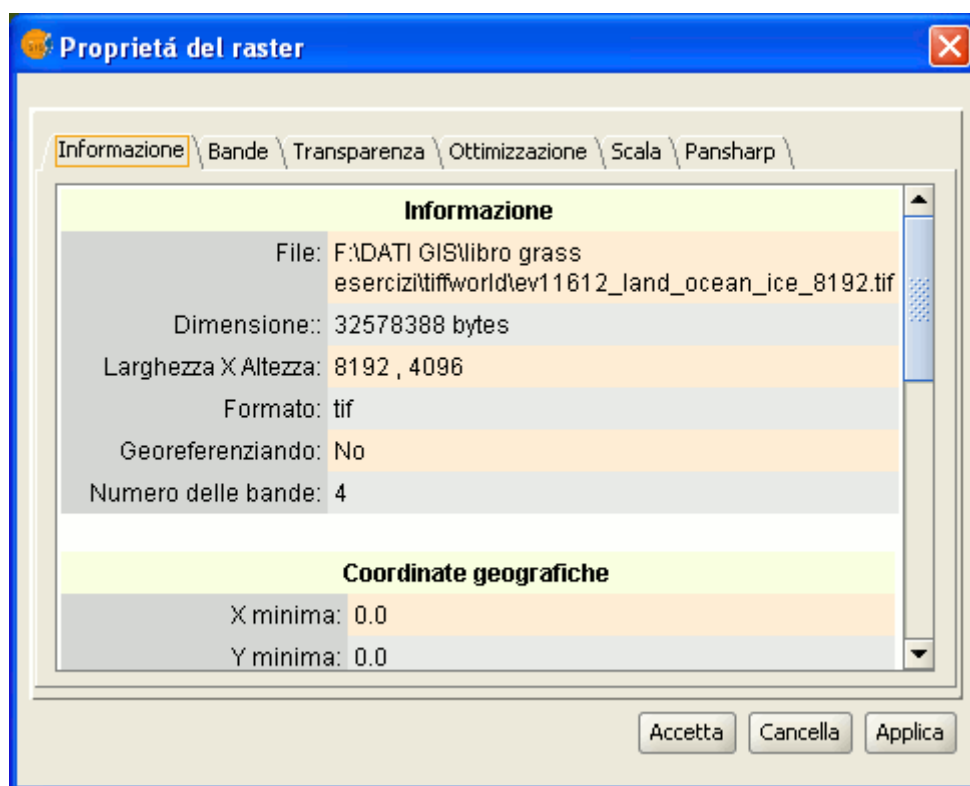 Proprietá del raster
Informazione Bande Transparenza Ottimizzazione Scala Pansharp
Informazione
File: F:\DATI GIS\libro grass
esercizi\tiffworld\ev11612_land_ocean_ice_8192.tif
Dimensione:: 32578388 bytes
Larghezza X Altezza: 8192 , 4096
Formato: tif
Georeferenziando: No
Numero delle bande: 4
Coordinate geografiche
X minima: 0.0
Y minima: 0.0
Accetta Cancella Applica